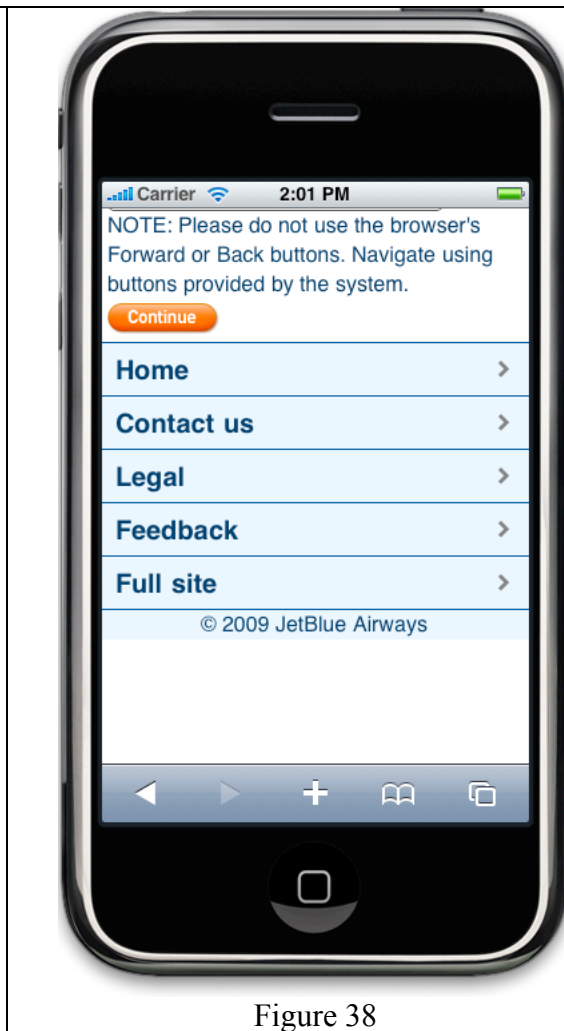 Carrier 2:01 PM
NOTE: Please do not use the browser's
Forward or Back buttons. Navigate using
buttons provided by the system.
Continue
Home
Contact us
Legal
Feedback
Full site
© 2009 JetBlue Airways
Figure 38